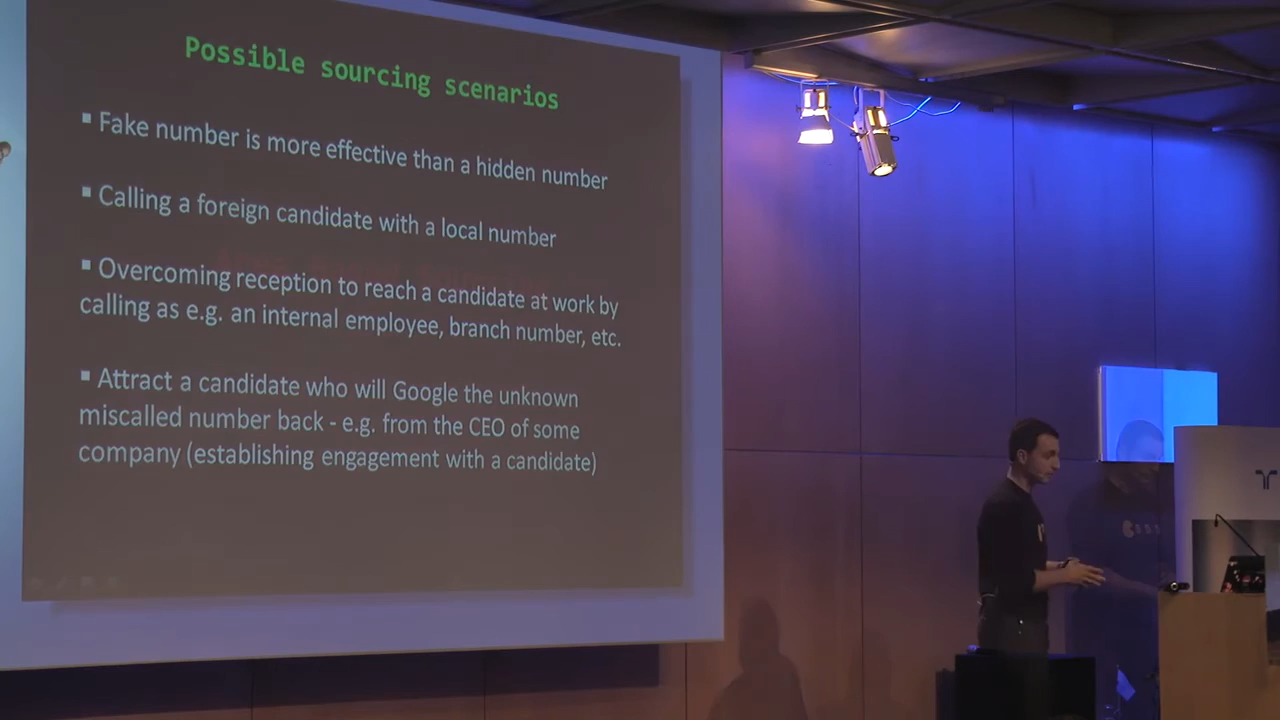 Possible sourcing scenarios
▪ Fake number is more effective than a hidden number
▪ Calling a foreign candidate with a local number
▪ Overcoming reception to reach a candidate at work by
calling as e.g. an internal employee, branch number, etc.
▪ Attract a candidate who will Google the unknown
miscalled number back - e.g. from the CEO of some
company (establishing engagement with a candidate)